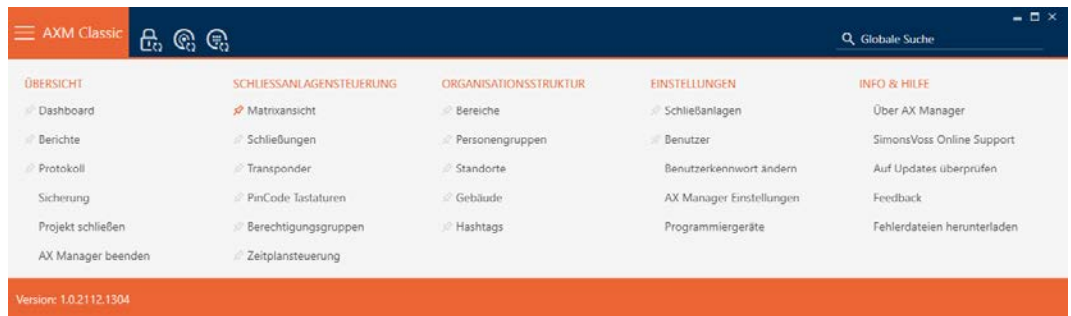 AXM Classic
Globale Suche
ÜBERSICHT
Dashboard
Berichte
Protokoll
Sicherung
Projekt schließen
AX Manager beenden
SCHLIESSANLAGENSTEUERUNG
Matrixansicht
Schließungen
Transponder
PinCode Tastaturen
Berechtigungsgruppen
Zeitplansteuerung
ORGANISATIONSSTRUKTUR
Bereiche
Personengruppen
Standorte
Gebäude
Hashtags
EINSTELLUNGEN
Schließanlagen
Benutzer
Benutzerkennwort ändern
AX Manager Einstellungen
Programmiergeräte
INFO & HILFE
Über AX Manager
SimonsVoss Online Support
Auf Updates überprüfen
Feedback
Fehlerdateien herunterladen
Version: 1.0.2112.1304